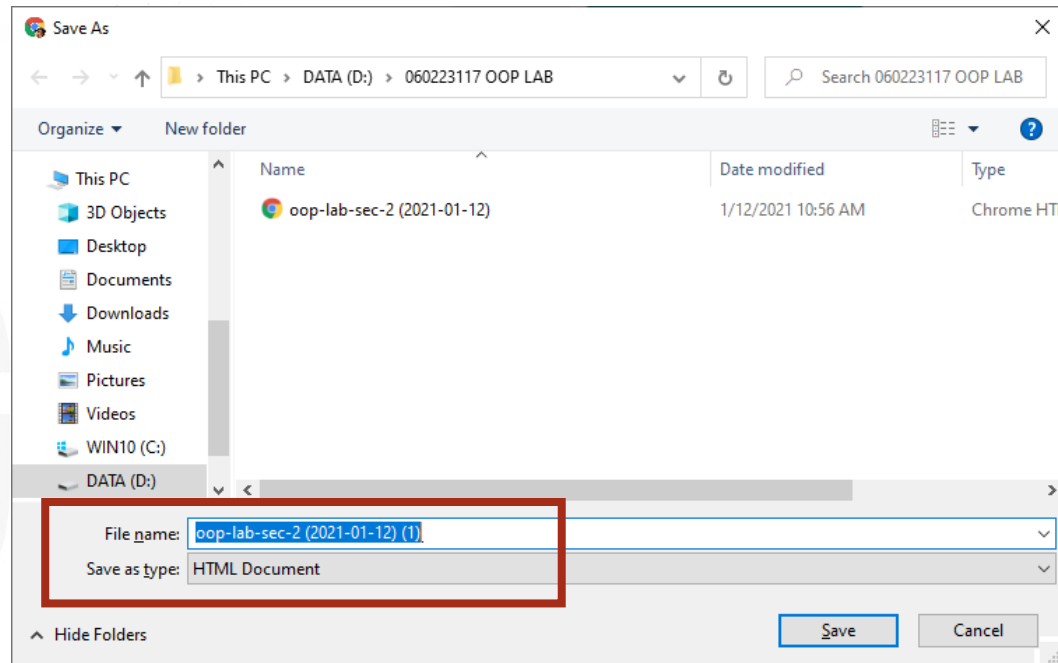 Save As
This PC > DATA (D:) > 060223117 OOP LAB
Search 060223117 OOP LAB
Organize
New folder
Name
Date modified
Type
This PC
3D Objects
Desktop
Documents
Downloads
Music
Pictures
Videos
WIN10 (C:)
DATA (D:)
oop-lab-sec-2 (2021-01-12)
1/12/2021 10:56 AM
Chrome HT
File name: oop-lab-sec-2 (2021-01-12) (1)
Save as type: HTML Document
Hide Folders
Save
Cancel